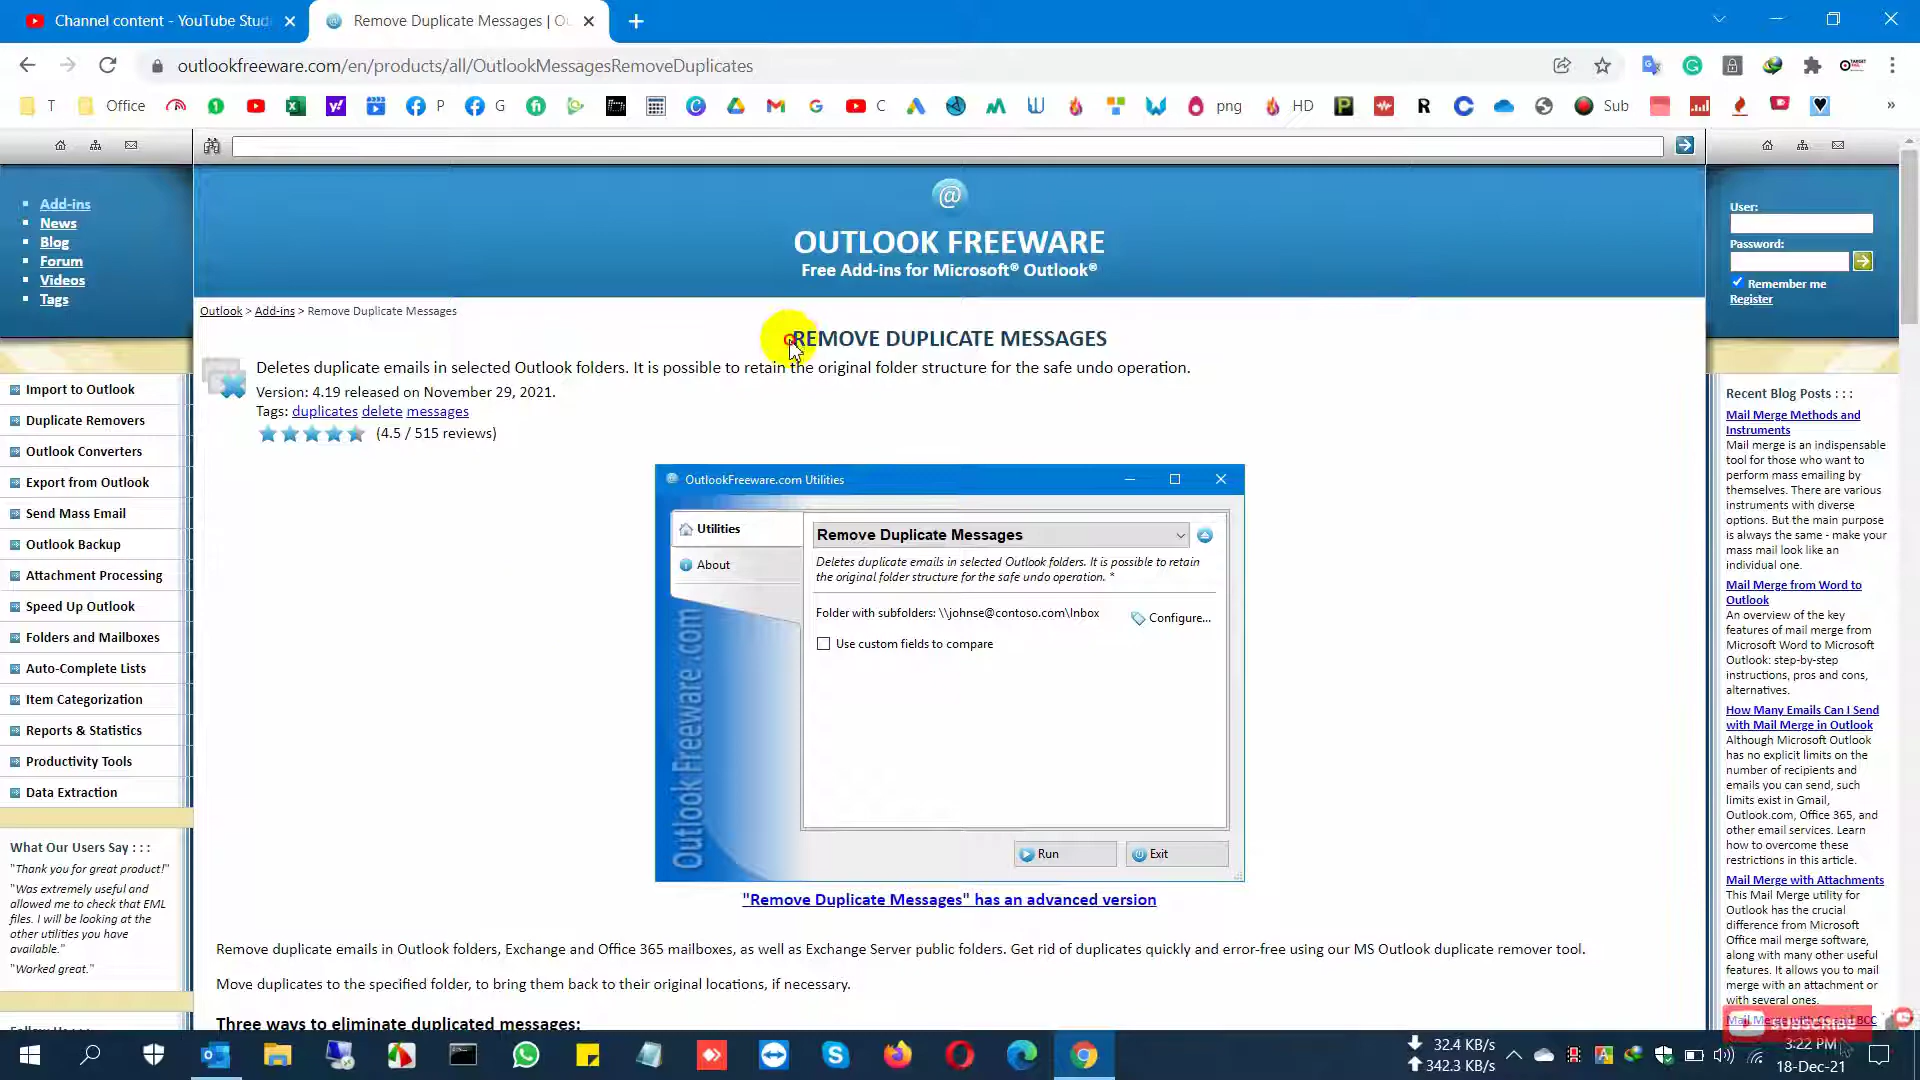 Channel content - YouTube Stud
Remove Duplicate Messages | Ou
outlookfreeware.com/en/products/all/OutlookMessagesRemoveDuplicates
T
Office
P
G
C
png
HD
Sub
Add-ins
News
Blog
Forum
Videos
Tags
OUTLOOK FREEWARE
Free Add-ins for Microsoft® Outlook®
User:
Password:
Remember me
Register
Outlook > Add-ins > Remove Duplicate Messages
REMOVE DUPLICATE MESSAGES
Deletes duplicate emails in selected Outlook folders. It is possible to retain the original folder structure for the safe undo operation.
Version: 4.19 released on November 29, 2021.
Tags: duplicates delete messages
(4.5 / 515 reviews)
Import to Outlook
Duplicate Removers
Outlook Converters
Export from Outlook
Send Mass Email
Outlook Backup
Attachment Processing
Speed Up Outlook
Folders and Mailboxes
Auto-Complete Lists
Item Categorization
Reports & Statistics
Productivity Tools
Data Extraction
What Our Users Say : : :
"Thank you for great product!"
"Was extremely useful and
allowed me to check that EML
files. I will be looking at the
other utilities you have
available."
"Worked great."
OutlookFreeware.com Utilities
Utilities
About
Outlook Freeware .com
Remove Duplicate Messages
Deletes duplicate emails in selected Outlook folders. It is possible to retain
the original folder structure for the safe undo operation. *
Folder with subfolders: \\johnse@contoso.com\Inbox
Configure...
Use custom fields to compare
Run
Exit
"Remove Duplicate Messages" has an advanced version
Remove duplicate emails in Outlook folders, Exchange and Office 365 mailboxes, as well as Exchange Server public folders. Get rid of duplicates quickly and error-free using our MS Outlook duplicate remover tool.
Move duplicates to the specified folder, to bring them back to their original locations, if necessary.
Three ways to eliminate duplicated messages:
Recent Blog Posts : : :
Mail Merge Methods and
Instruments
Mail merge is an indispensable
tool for those who want to
perform mass emailing by
themselves. There are various
instruments with diverse
options. But the main purpose
is always the same - make your
mass mail look like an
individual one.
Mail Merge from Word to
Outlook
An overview of the key
features of mail merge from
Microsoft Word to Microsoft
Outlook: step-by-step
instructions, pros and cons,
alternatives.
How Many Emails Can I Send
with Mail Merge in Outlook
Although Microsoft Outlook
has no explicit limits on the
number of recipients and
emails you can send, such
limits exist in Gmail,
Outlook.com, Office 365, and
other email services. Learn
how to overcome these
restrictions in this article.
Mail Merge with Attachments
This Mail Merge utility for
Outlook has the crucial
difference from Microsoft
Office mail merge software,
along with many other useful
features. It allows you to mail
merge with an attachment or
with several ones.
Mail Merge with CC and BCC
SUBSCRIBE
32.4 KB/s
342.3 KB/s
3:22 PM
18-Dec-21